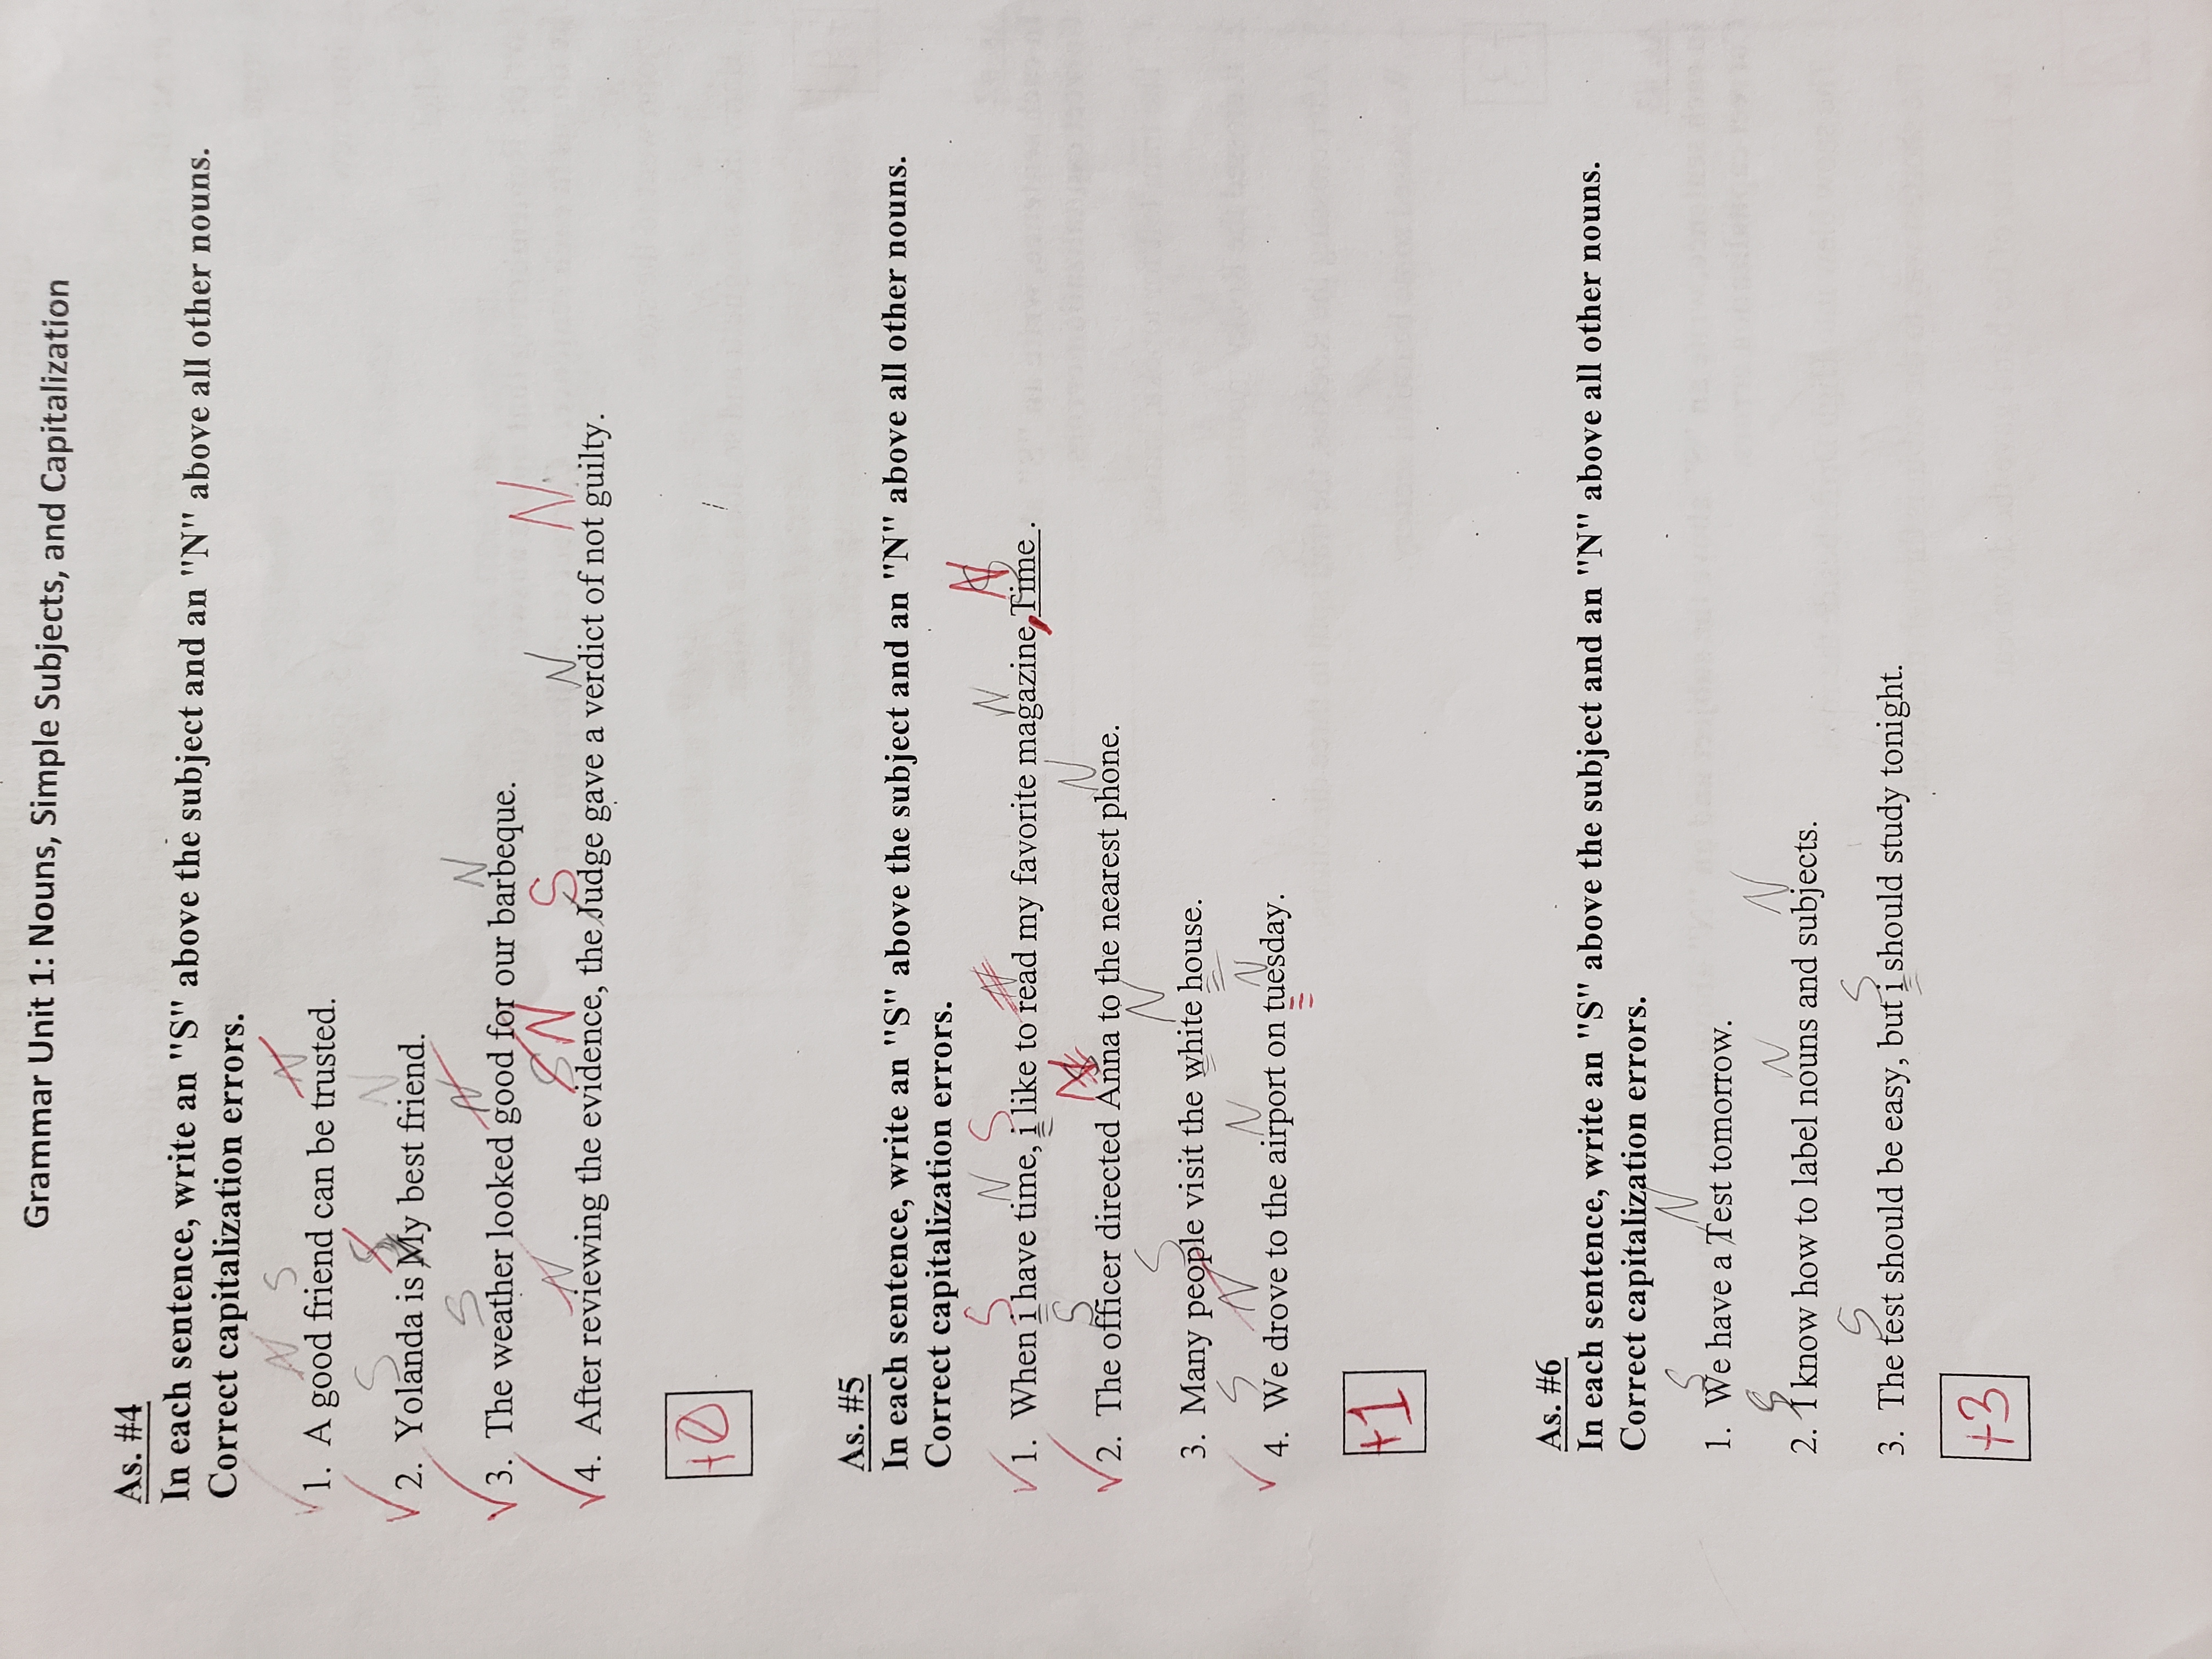 Grammar Unit 1: Nouns, Simple Subjects, and Capitalization
As. #4
In each sentence, write an "S" above the subject and an "N" above all other nouns.
Correct capitalization errors.
N S N
1. A good friend can be trusted.
S S N
2. Yolanda is My best friend.
S N N
3. The weather looked good for our barbeque.
N S N S N N
4. After reviewing the evidence, the Judge gave a verdict of not guilty.
+0
As. #5
In each sentence, write an "S" above the subject and an "N" above all other nouns.
Correct capitalization errors.
S N S N N N
1. When i have time, i like to read my favorite magazine, Time .
S N N
2. The officer directed Anna to the nearest phone.
S N
3. Many people visit the white house.
S N N N
4. We drove to the airport on tuesday.
+1
As. #6
In each sentence, write an "S" above the subject and an "N" above all other nouns.
Correct capitalization errors.
S N
1. We have a Test tomorrow.
S N N
2. I know how to label nouns and subjects.
S S
3. The test should be easy, but i should study tonight.
+3